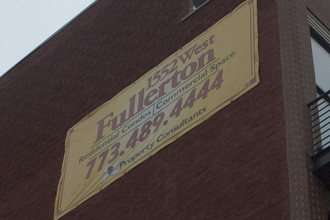 1552 West
Fullerton
Residential Condos Commercial Space
773.489.4444
Property Consultants